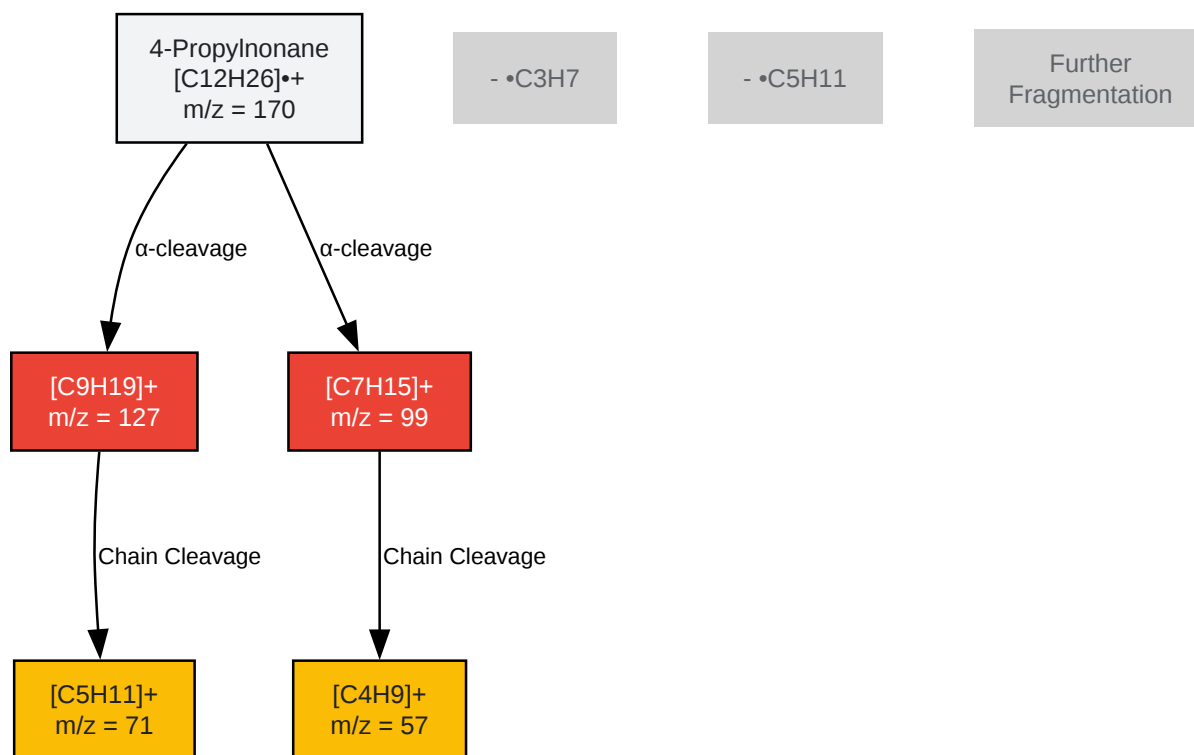 4-Propylnonane
[C12H26]•+
m/z = 170
- •C3H7
- •C5H11
Further
Fragmentation
α-cleavage
α-cleavage
[C9H19]+
m/z = 127
[C7H15]+
m/z = 99
Chain Cleavage
Chain Cleavage
[C5H11]+
m/z = 71
[C4H9]+
m/z = 57